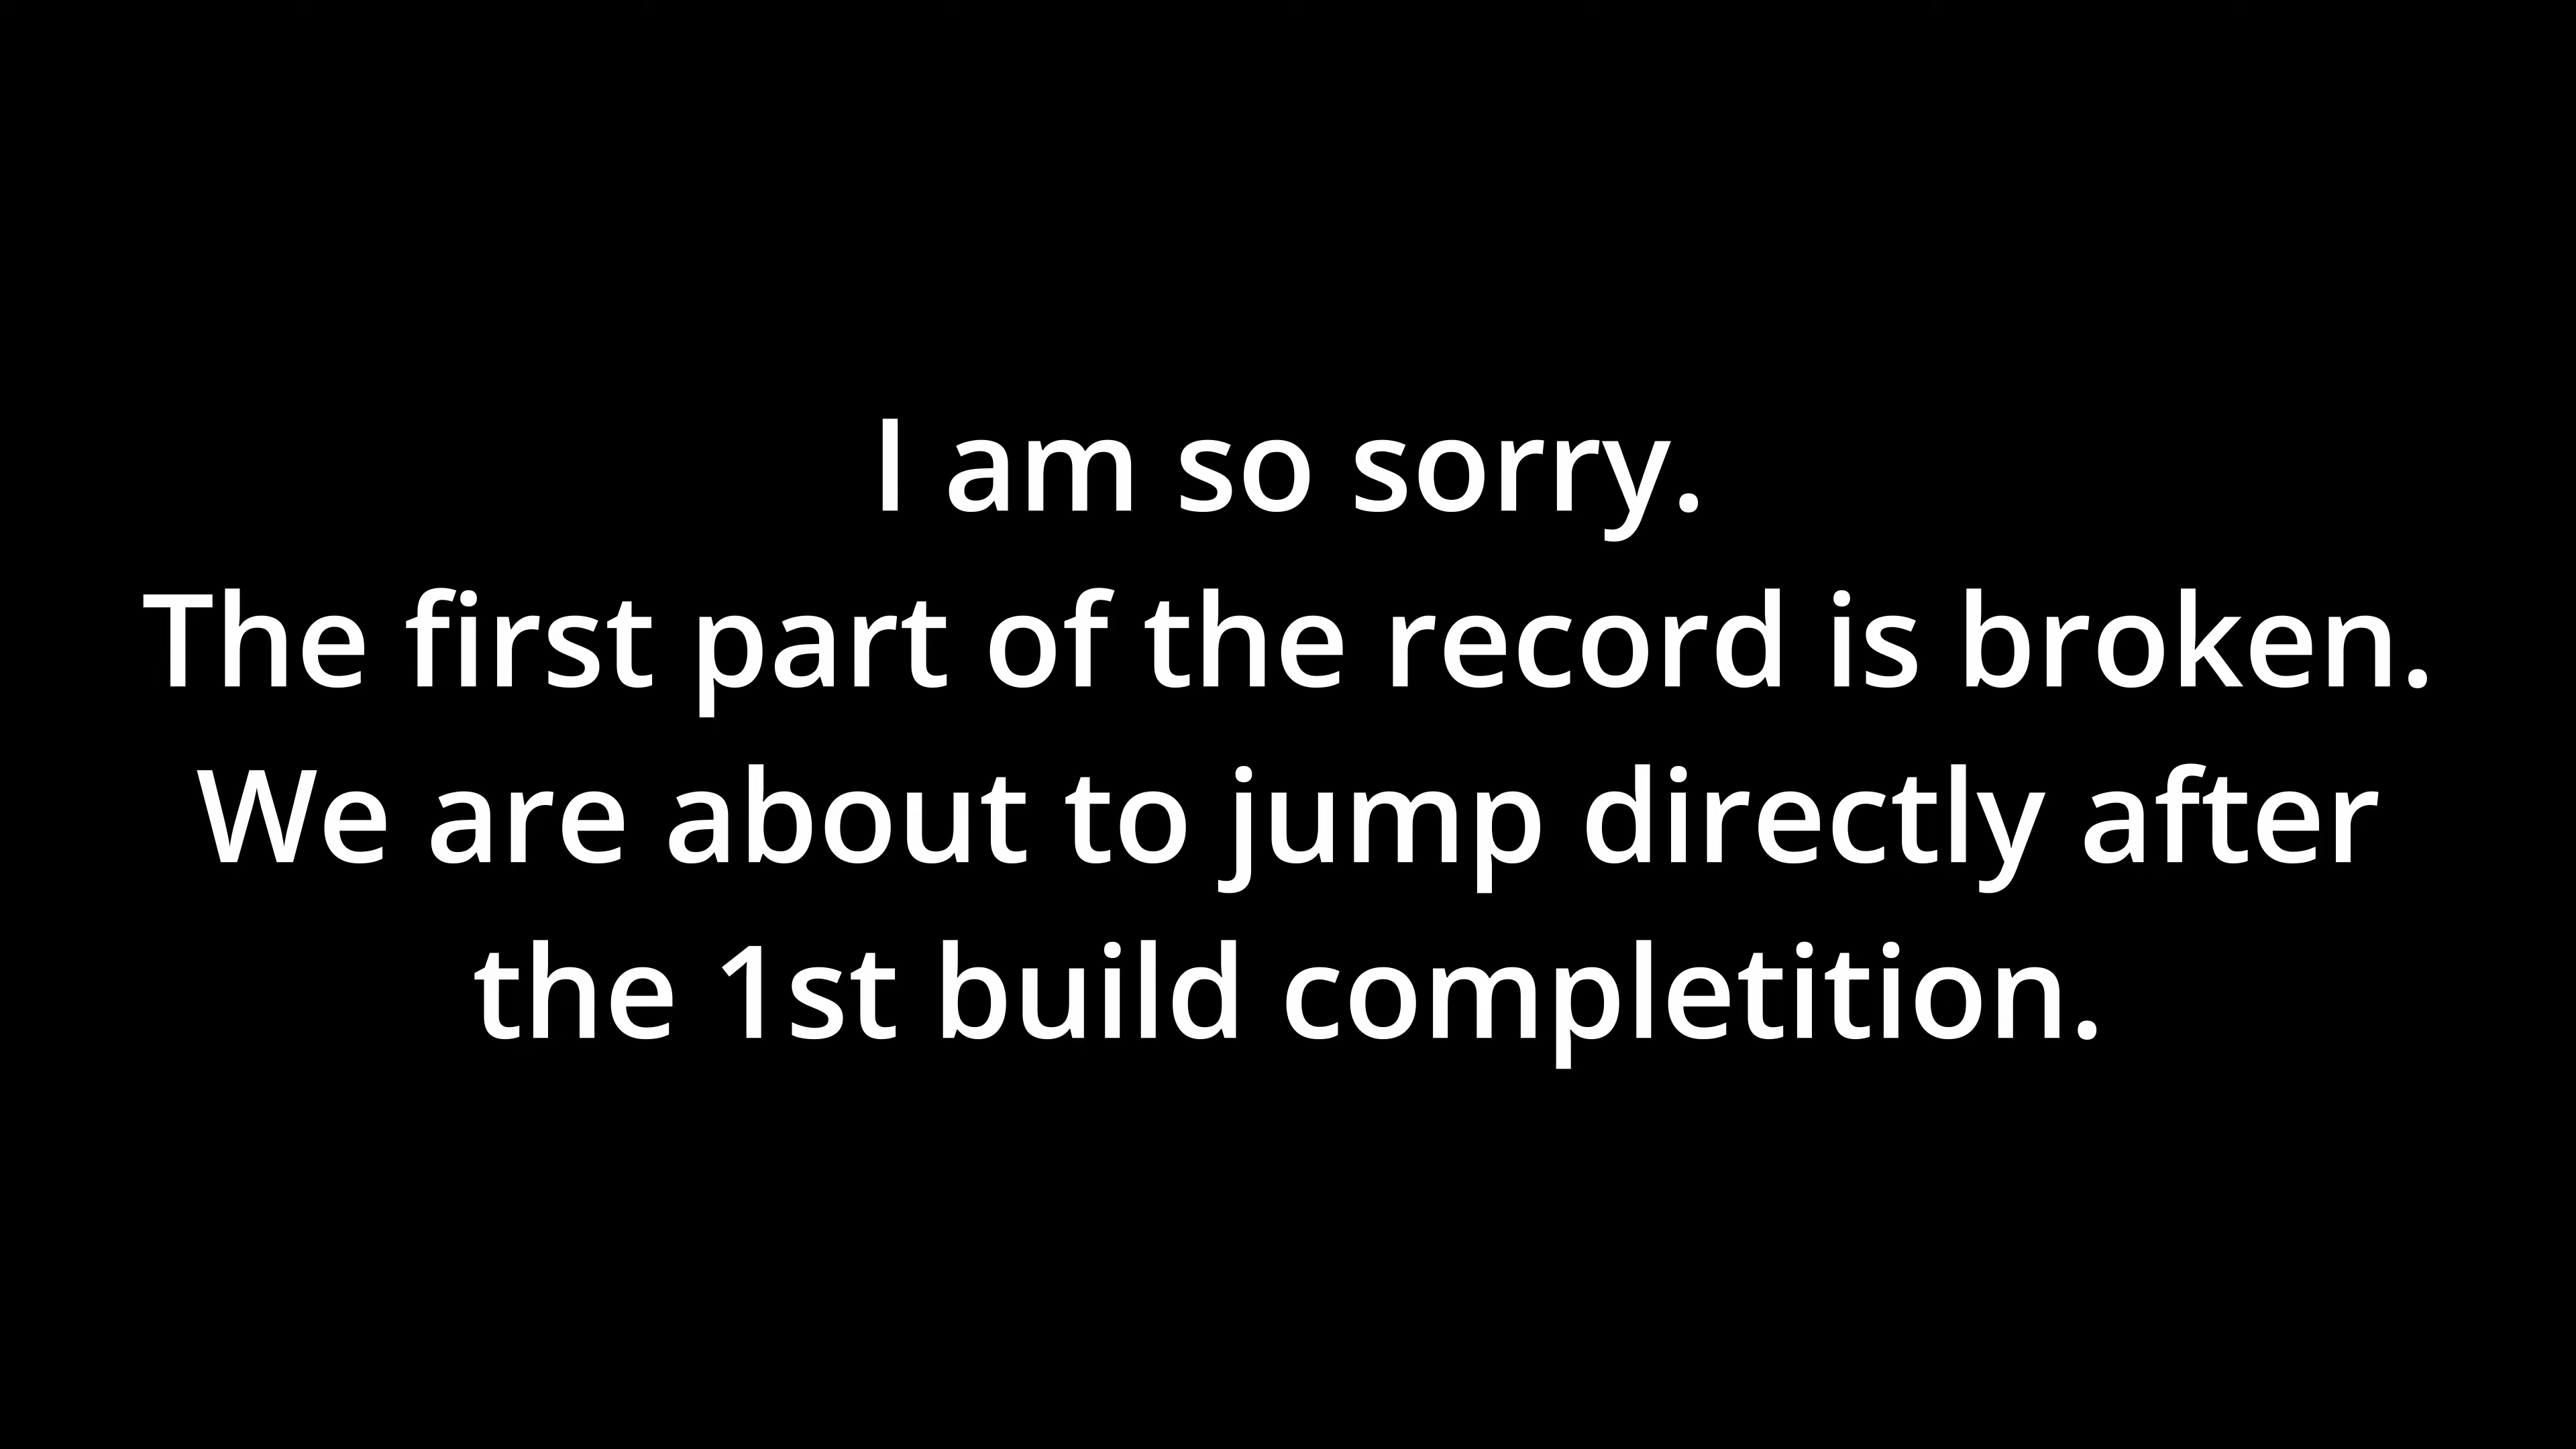 I am so sorry.
The first part of the record is broken.
We are about to jump directly after
the 1st build completition.